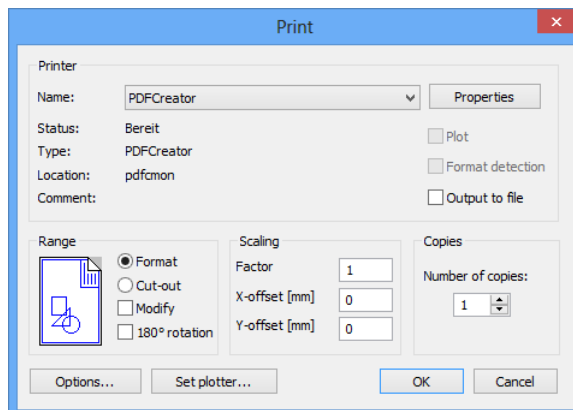 Print
Printer
Name: PDFCreator Properties
Status: Bereit
Plot
Type: PDFCreator
Format detection
Location: pdfcmon
Comment:
Output to file
Range
Format
Cut-out
Modify
180° rotation
Scaling
Factor 1
X-offset [mm] 0
Y-offset [mm] 0
Copies
Number of copies:
1
Options... Set plotter... OK Cancel